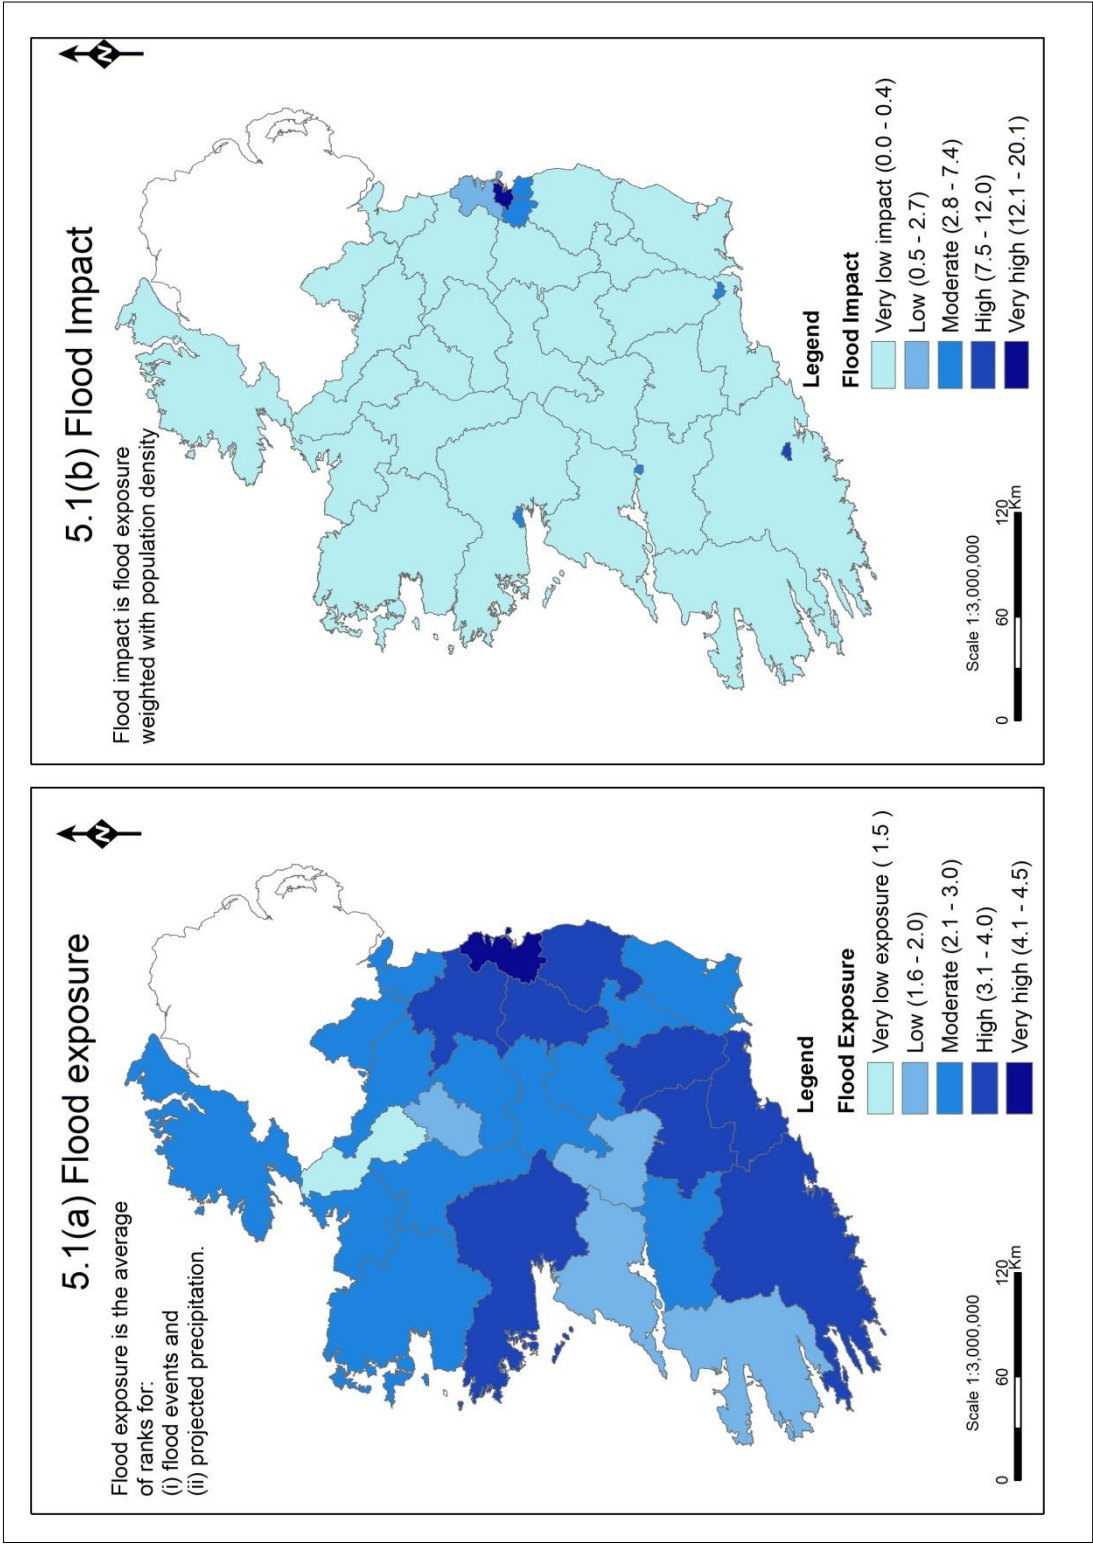 5.1(a) Flood exposure
Flood exposure is the average
of ranks for:
(i) flood events and
(ii) projected precipitation.
N
Legend
Flood Exposure
Very low exposure ( 1.5 )
Low (1.6 - 2.0)
Moderate (2.1 - 3.0)
High (3.1 - 4.0)
Very high (4.1 - 4.5)
Scale 1:3,000,000
0 60 120 Km
5.1(b) Flood Impact
Flood impact is flood exposure
weighted with population density
N
Legend
Flood Impact
Very low impact (0.0 - 0.4)
Low (0.5 - 2.7)
Moderate (2.8 - 7.4)
High (7.5 - 12.0)
Very high (12.1 - 20.1)
Scale 1:3,000,000
0 60 120 Km